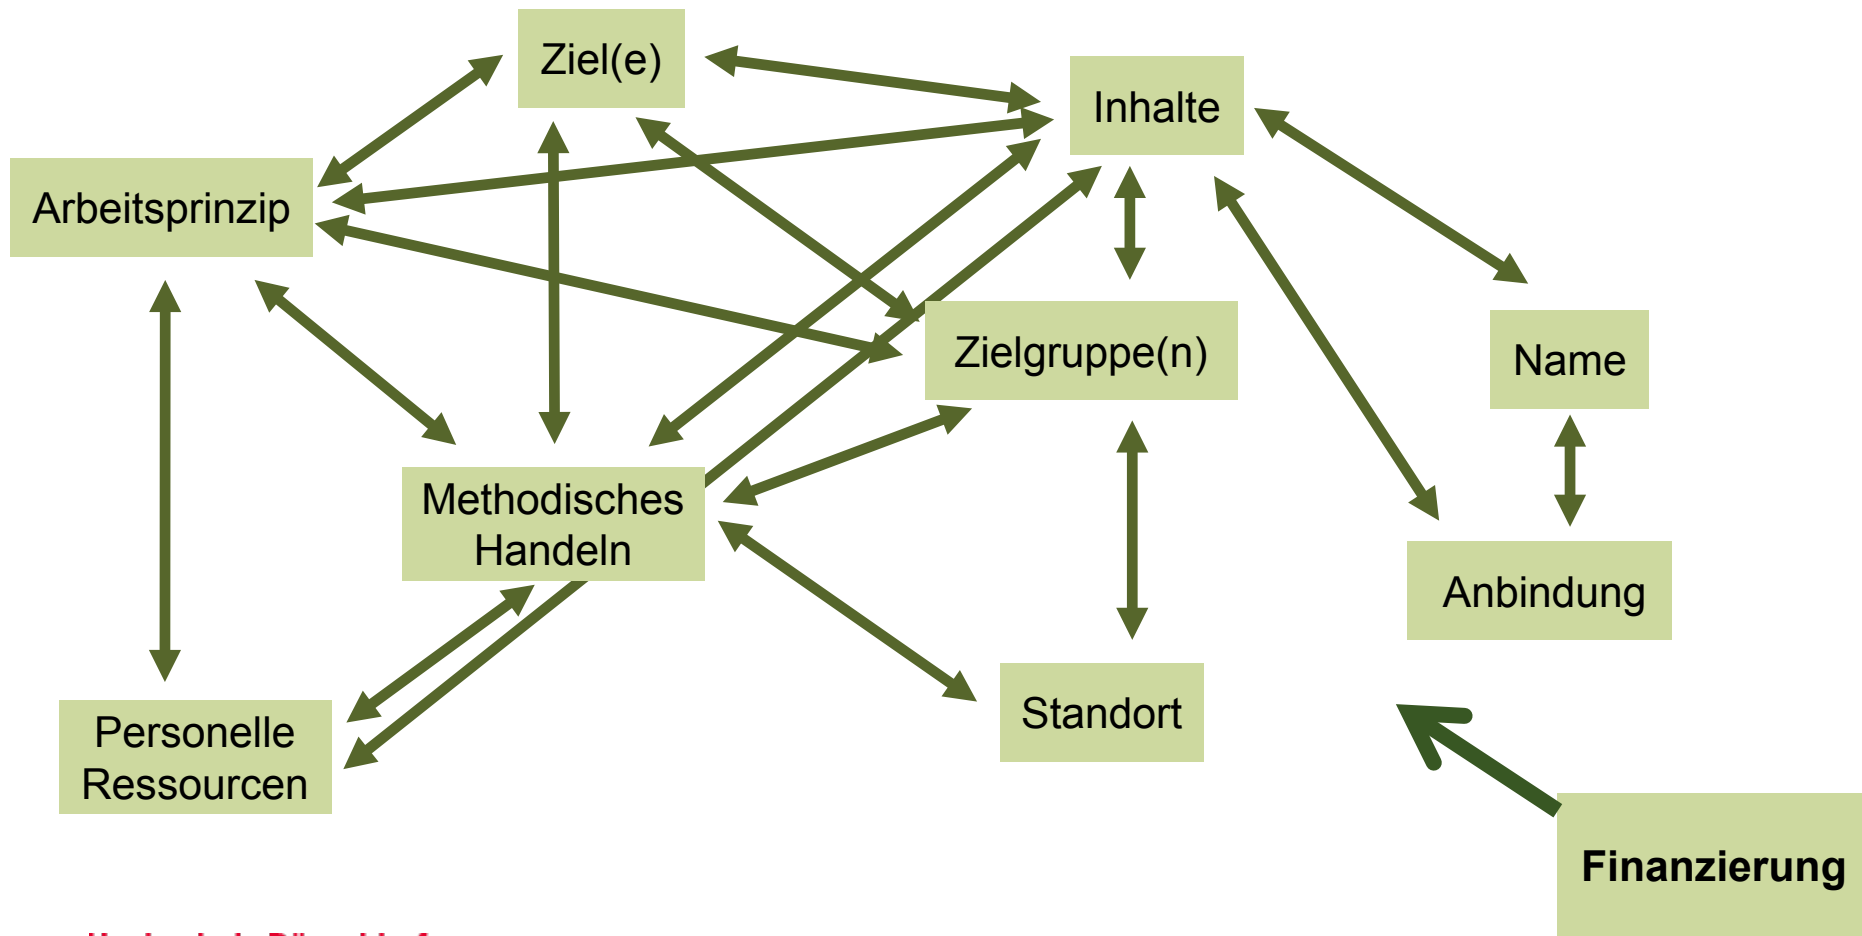 Ziel(e)
Inhalte
Arbeitsprinzip
Zielgruppe(n)
Name
Methodisches
Handeln
Anbindung
Standort
Personelle
Ressourcen
Finanzierung